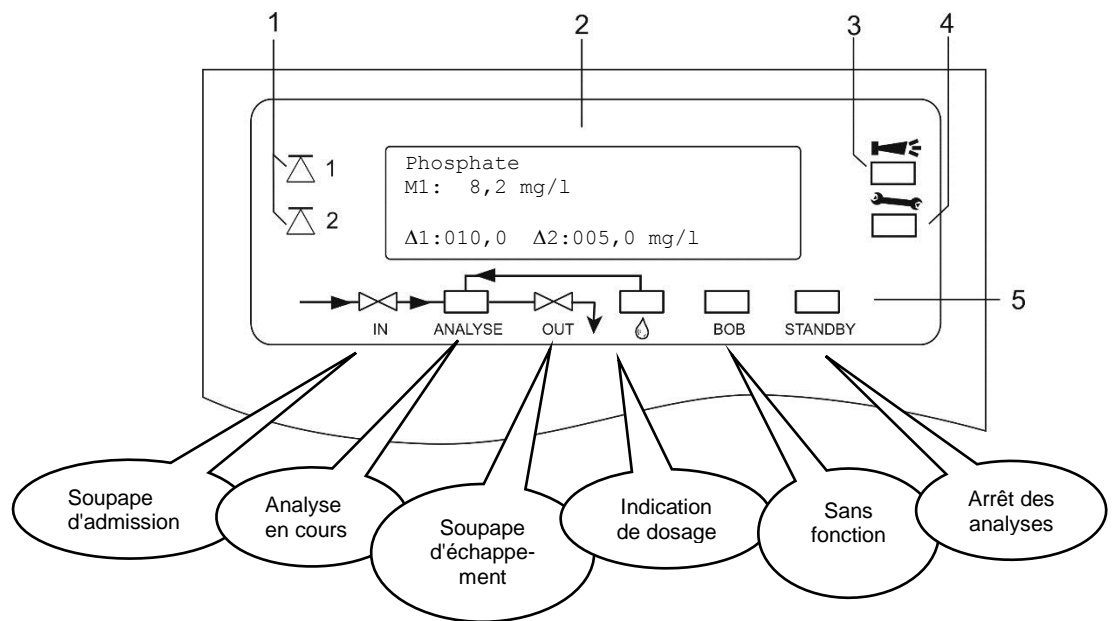 1
2
3
4
1
2
Phosphate
M1: 8,2 mg/l
Δ1:010,0 Δ2:005,0 mg/l
5
IN
ANALYSE
OUT
BOB
STANDBY
Soupape
d'admission
Analyse
en cours
Soupape
d'échappe-
ment
Indication
de dosage
Sans
fonction
Arrêt des
analyses